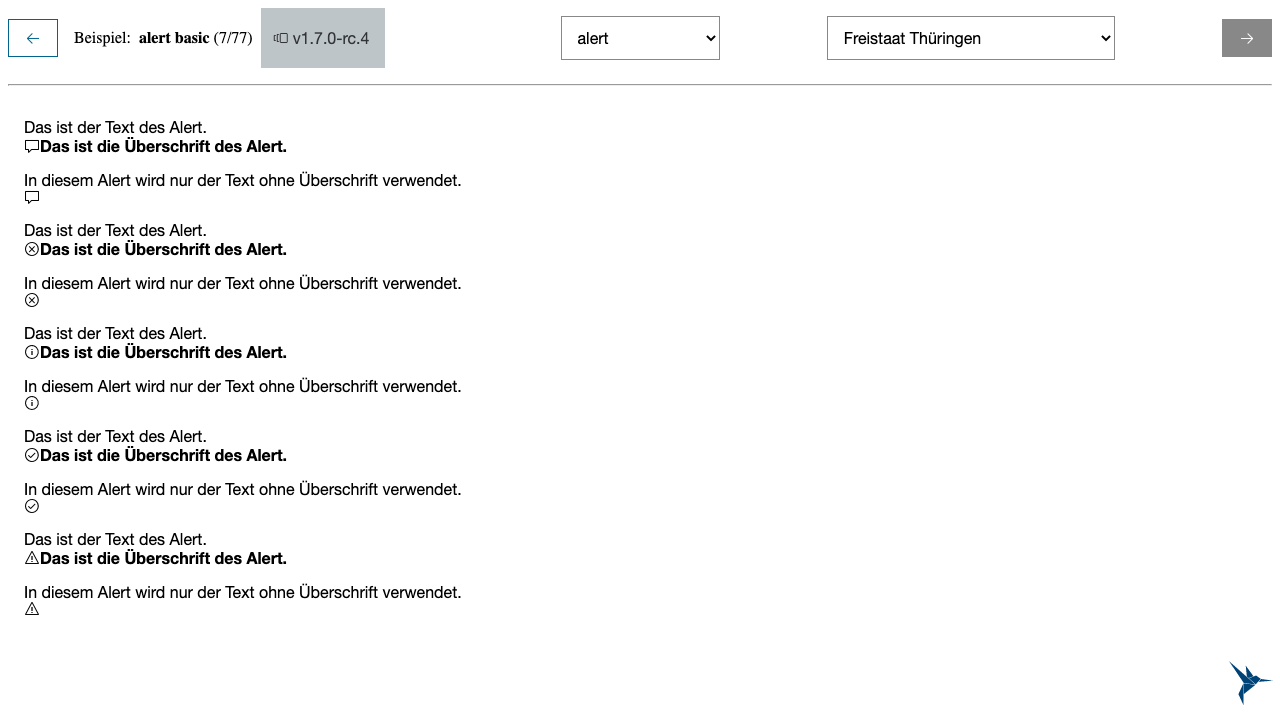 Beispiel: alert basic (7/77)
v1.7.0-rc.4
alert
Freistaat Thüringen
Das ist der Text des Alert.
Das ist die Überschrift des Alert.
In diesem Alert wird nur der Text ohne Überschrift verwendet.
Das ist der Text des Alert.
Das ist die Überschrift des Alert.
In diesem Alert wird nur der Text ohne Überschrift verwendet.
Das ist der Text des Alert.
Das ist die Überschrift des Alert.
In diesem Alert wird nur der Text ohne Überschrift verwendet.
Das ist der Text des Alert.
Das ist die Überschrift des Alert.
In diesem Alert wird nur der Text ohne Überschrift verwendet.
Das ist der Text des Alert.
Das ist die Überschrift des Alert.
In diesem Alert wird nur der Text ohne Überschrift verwendet.